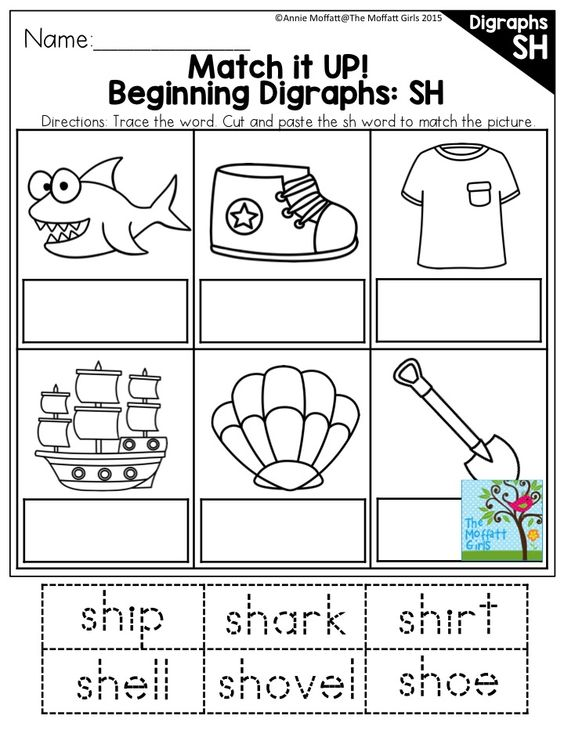 ©Annie Moffatt@The Moffatt Girls 2015
Digraphs
SH
Name:
Match it UP!
Beginning Digraphs: SH
Directions: Trace the word. Cut and paste the sh word to match the picture.
The
Moffatt
Girls
ship shark shirt
shell shovel shoe